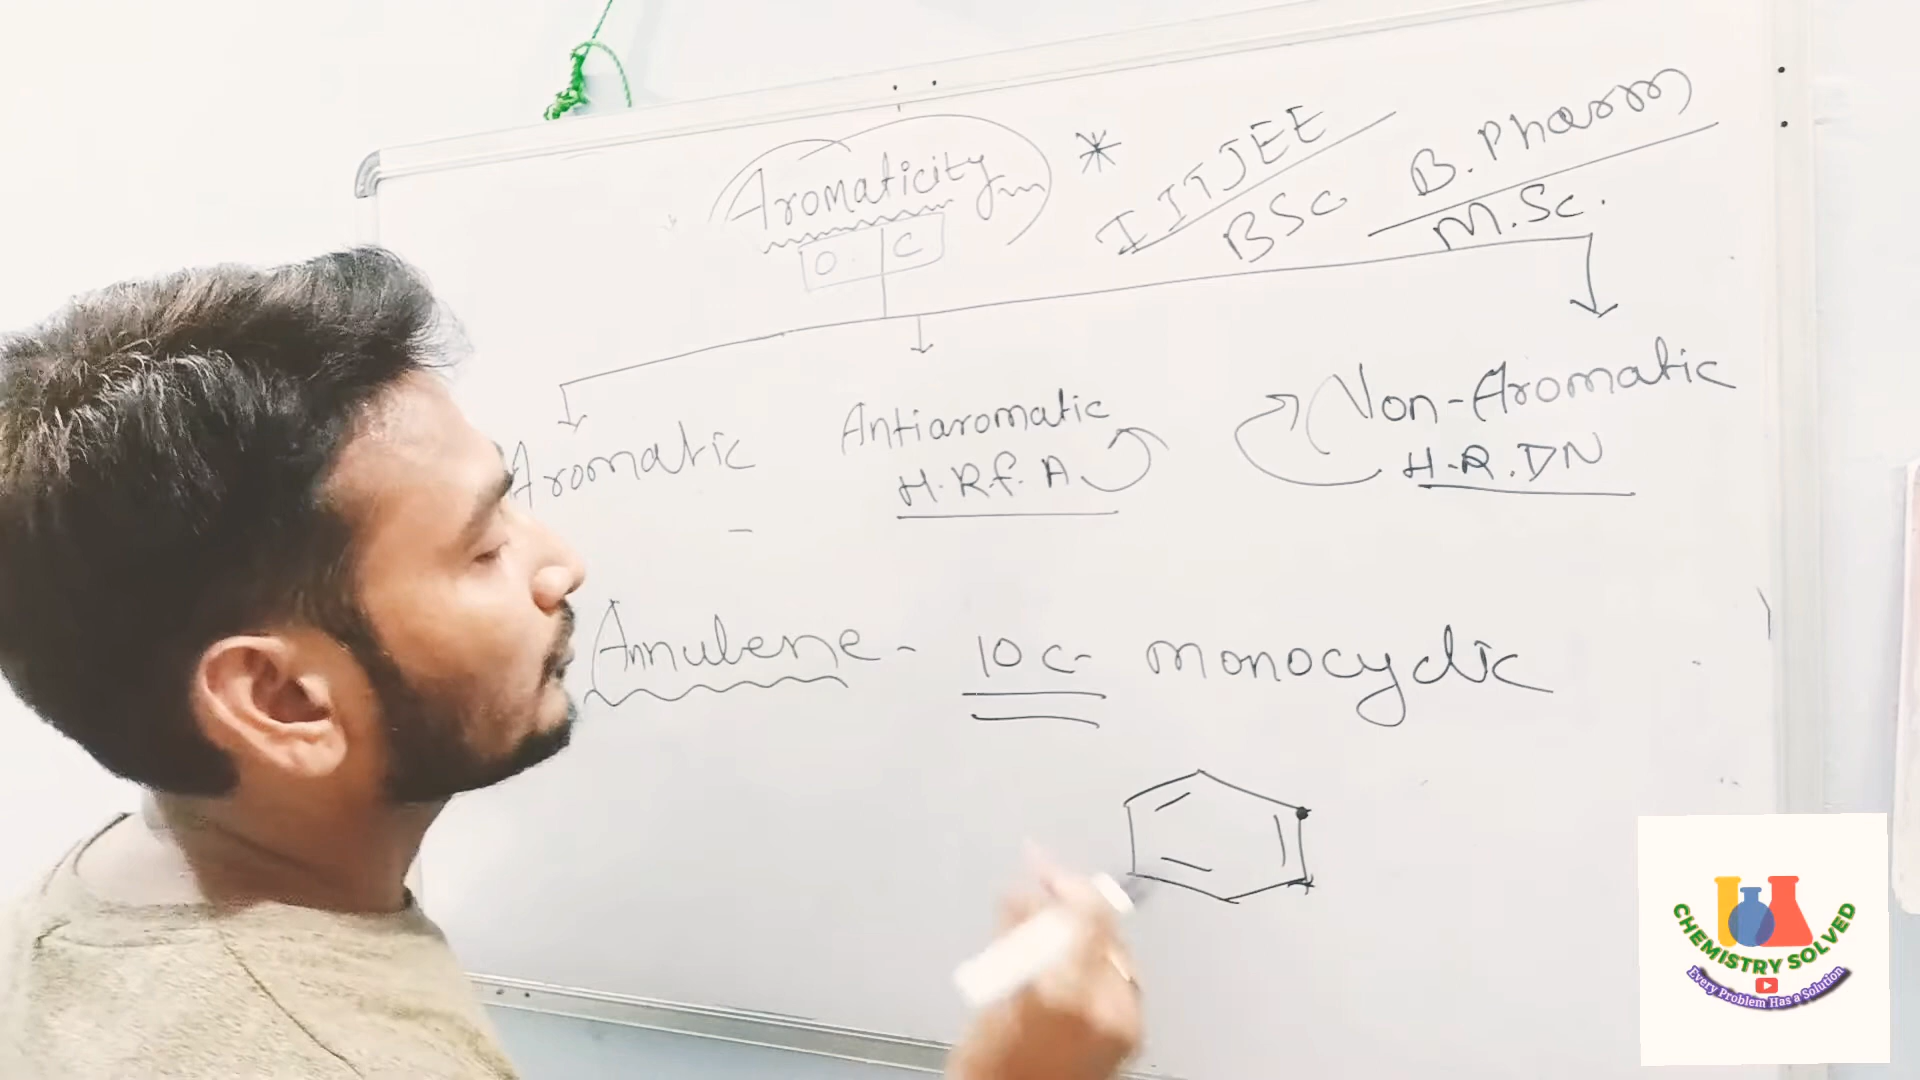 Aromaticity *
O. C
IITJEE
B. Pharm
BSc
M.Sc.
Aromatic
Antiaromatic
Non-Aromatic
H.R.f.A
H.R.DN
Annulene - 10 C- monocyclic
CHEMISTRY SOLVED
Every Problem Has a Solution